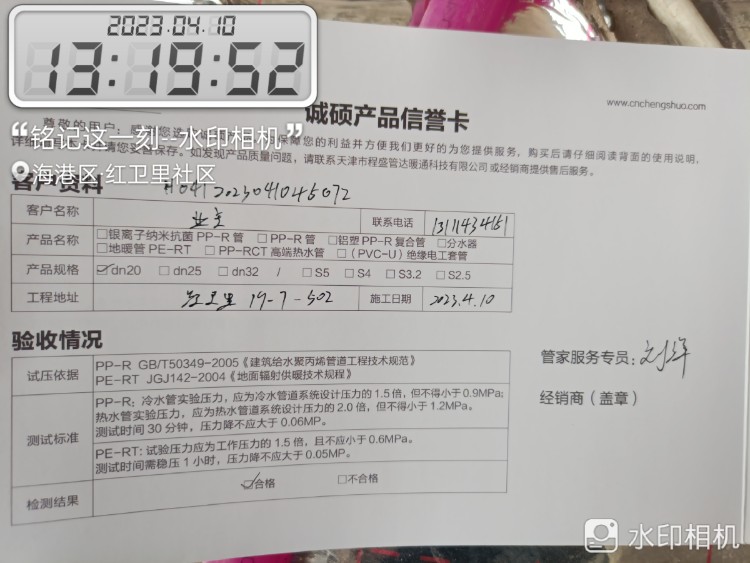 2023.04.10
13:19:52
诚硕产品信誉卡
www.cnchengshuo.com
尊敬的用户：感
保障您的利益并方便我们更好的为您提供服务，购买后请仔细阅读背面的使用说明，
“铭记这一刻--水印相机”
如发现产品质量问题，请联系天津市程盛管达暖通科技有限公司或经销商提供售后服务。
海港区·红卫里社区
客户资料
客户名称 业主 联系电话 13111434151
产品名称 □银离子纳米抗菌 PP-R 管 □PP-R 管 □铝塑 PP-R 复合管 □分水器
□地暖管 PE-RT □PP-RCT 高端热水管 □（PVC-U）绝缘电工套管
产品规格 ☑dn20 □dn25 □dn32 / □S5 □S4 □S3.2 □S2.5
工程地址 红卫里 19-7-502 施工日期 2023.4.10
验收情况
试压依据 PP-R GB/T50349-2005《建筑给水聚丙烯管道工程技术规范》
PE-RT JGJ142-2004《地面辐射供暖技术规程》
管家服务专员：
经销商（盖章）
测试标准 PP-R：冷水管实验压力，应为冷水管道系统设计压力的 1.5 倍，但不得小于 0.9MPa；
热水管实验压力，应为热水管道系统设计压力的 2.0 倍，但不得小于 1.2MPa。
测试时间 30 分钟，压力降不应大于 0.06MP。
PE-RT: 试验压力应为工作压力的 1.5 倍，且不应小于 0.6MPa。
测试时间需稳压 1 小时，压力降不应大于 0.05MP。
检测结果 ☑合格 □不合格
水印相机